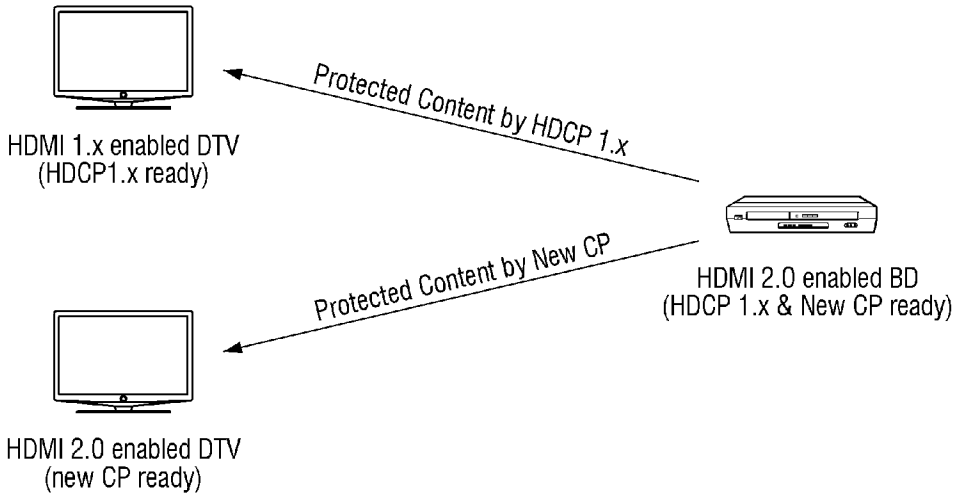 Protected Content by HDCP 1.x
HDMI 1.x enabled DTV
(HDCP1.x ready)
Protected Content by New CP
HDMI 2.0 enabled BD
(HDCP 1.x & New CP ready)
HDMI 2.0 enabled DTV
(new CP ready)